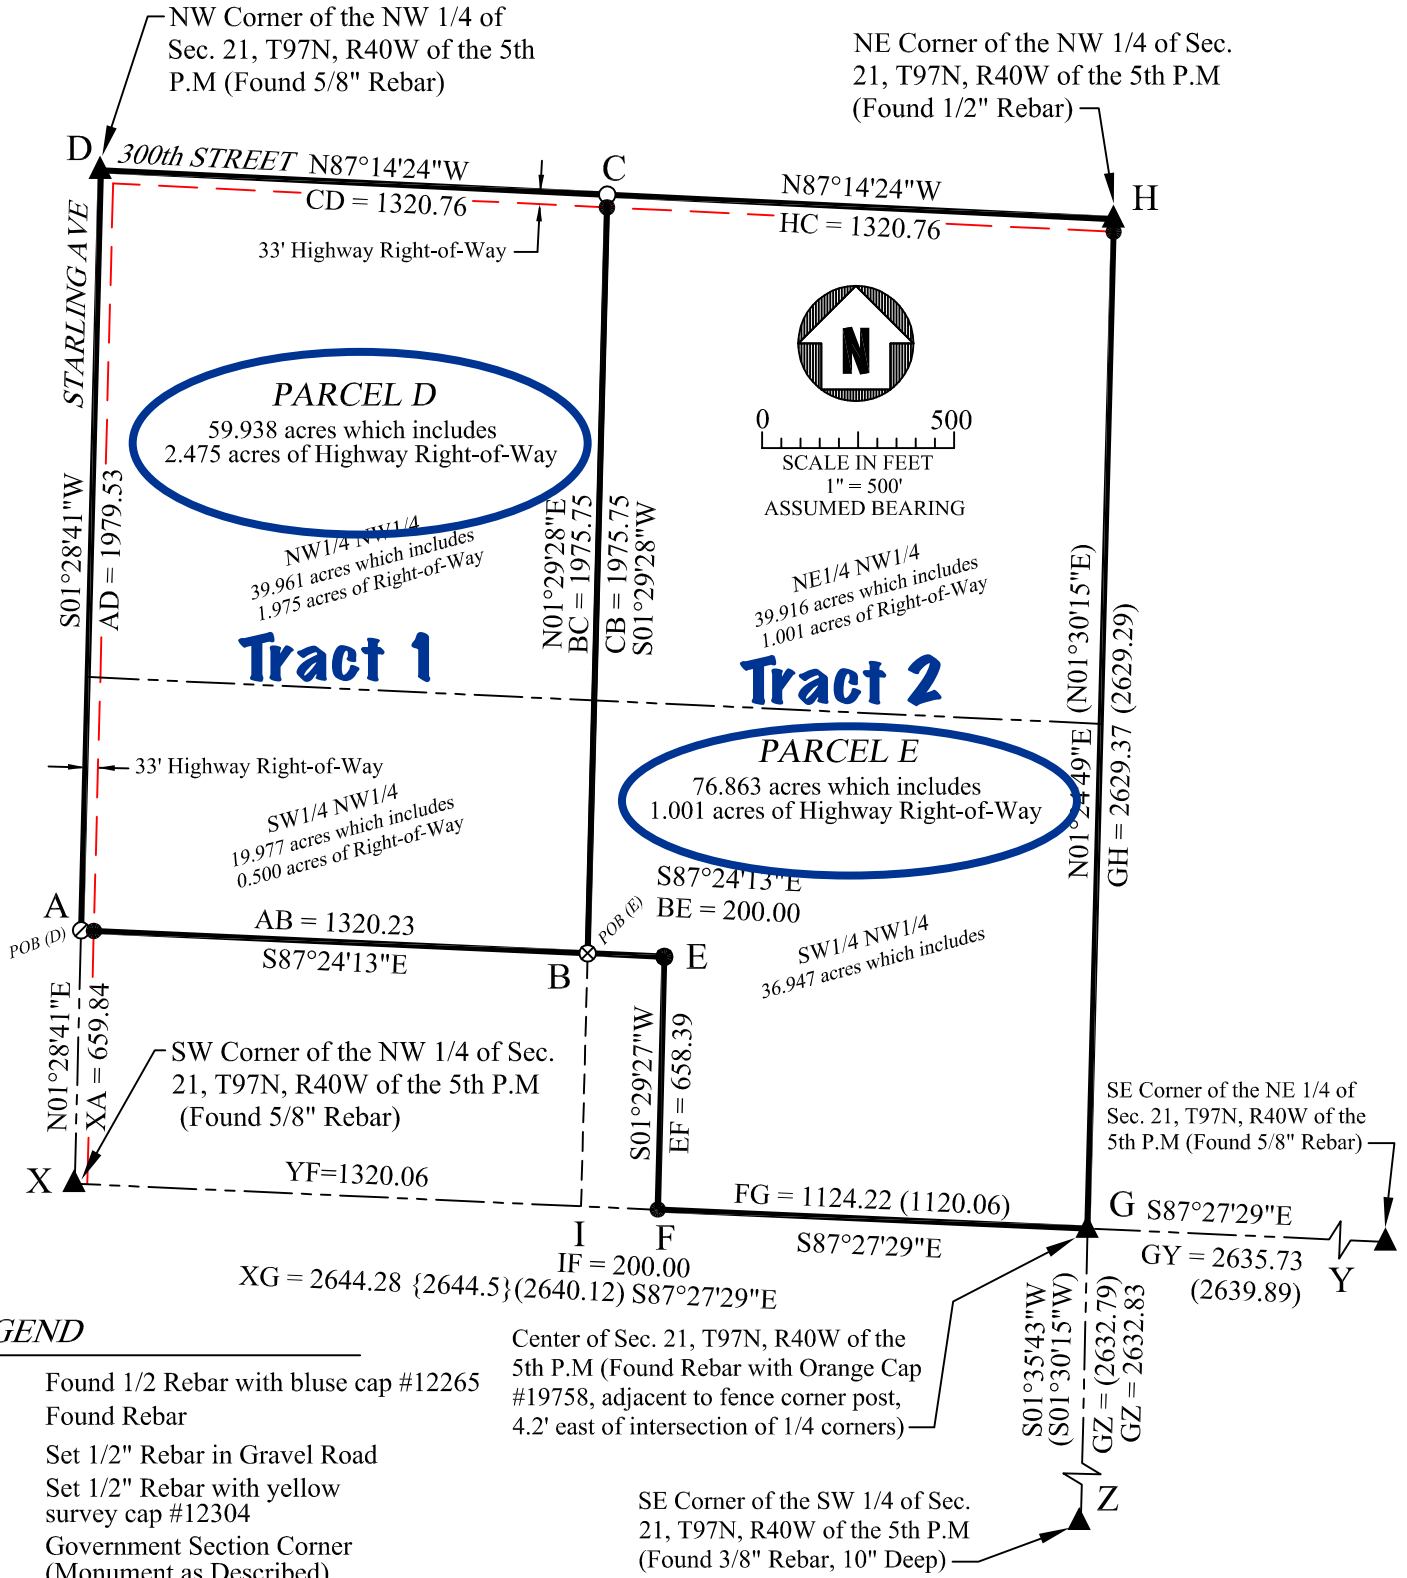 NW Corner of the NW 1/4 of
Sec. 21, T97N, R40W of the 5th
P.M (Found 5/8" Rebar)
NE Corner of the NW 1/4 of Sec.
21, T97N, R40W of the 5th P.M
(Found 1/2" Rebar)
D
300th STREET
N87°14'24"W
CD = 1320.76
C
N87°14'24"W
HC = 1320.76
H
33' Highway Right-of-Way
STARLING AVE
N
0 500
SCALE IN FEET
1" = 500'
ASSUMED BEARING
PARCEL D
59.938 acres which includes
2.475 acres of Highway Right-of-Way
S01°28'41"W
AD = 1979.53
NW1/4 NW1/4
39.961 acres which includes
1.975 acres of Right-of-Way
N01°29'28"E
BC = 1975.75
CB = 1975.75
S01°29'28"W
NE1/4 NW1/4
39.916 acres which includes
1.001 acres of Right-of-Way
N01°24'49"E (N01°30'15"E)
GH = 2629.37 (2629.29)
Tract 1
Tract 2
PARCEL E
76.863 acres which includes
1.001 acres of Highway Right-of-Way
33' Highway Right-of-Way
SW1/4 NW1/4
19.977 acres which includes
0.500 acres of Right-of-Way
S87°24'13"E
BE = 200.00
A
POB (D)
AB = 1320.23
S87°24'13"E
B
POB (E)
E
SW1/4 NW1/4
36.947 acres which includes
N01°28'41"E
XA = 659.84
SW Corner of the NW 1/4 of Sec.
21, T97N, R40W of the 5th P.M
(Found 5/8" Rebar)
S01°29'27"W
EF = 658.39
SE Corner of the NE 1/4 of
Sec. 21, T97N, R40W of the
5th P.M (Found 5/8" Rebar)
X
YF=1320.06
I
F
IF = 200.00
FG = 1124.22 (1120.06)
S87°27'29"E
G
S87°27'29"E
GY = 2635.73
(2639.89)
Y
XG = 2644.28 {2644.5}(2640.12) S87°27'29"E
S01°35'43"W
(S01°30'15"W)
GZ = (2632.79)
GZ = 2632.83
Z
Center of Sec. 21, T97N, R40W of the
5th P.M (Found Rebar with Orange Cap
#19758, adjacent to fence corner post,
4.2' east of intersection of 1/4 corners)
SE Corner of the SW 1/4 of Sec.
21, T97N, R40W of the 5th P.M
(Found 3/8" Rebar, 10" Deep)
GEND
Found 1/2 Rebar with bluse cap #12265
Found Rebar
Set 1/2" Rebar in Gravel Road
Set 1/2" Rebar with yellow
survey cap #12304
Government Section Corner
(Monument as Described)